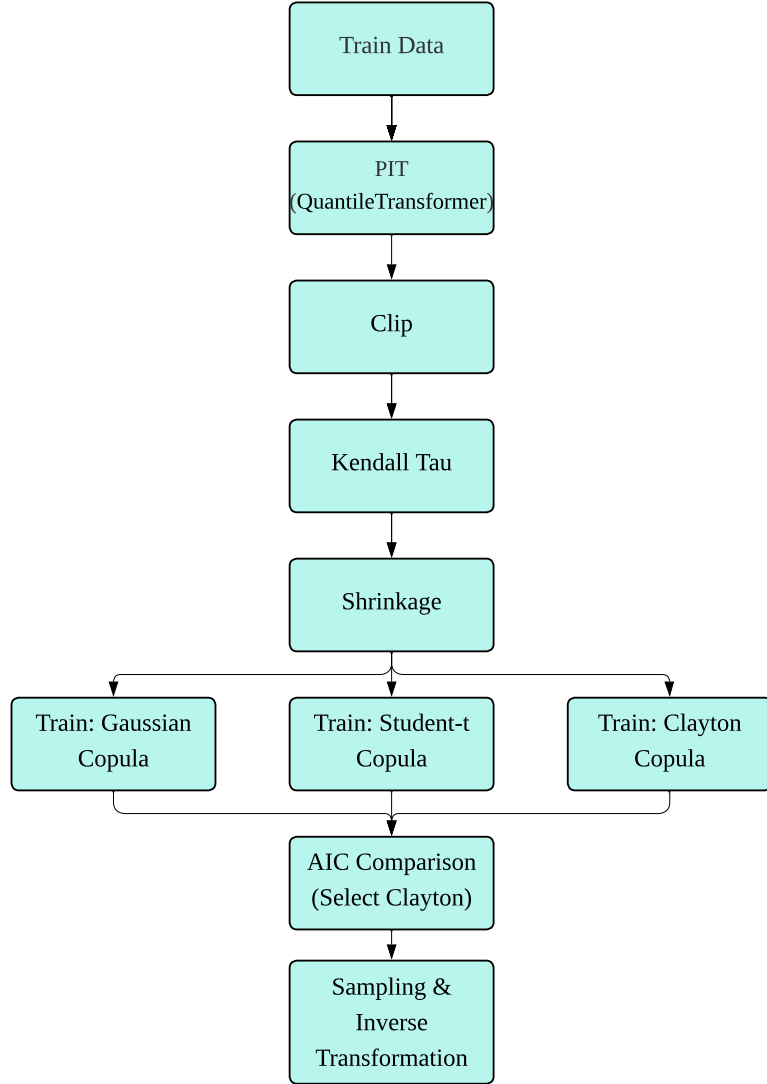 Train Data
PIT
(QuantileTransformer)
Clip
Kendall Tau
Shrinkage
Train: Gaussian
Copula
Train: Student-t
Copula
Train: Clayton
Copula
AIC Comparison
(Select Clayton)
Sampling &
Inverse
Transformation